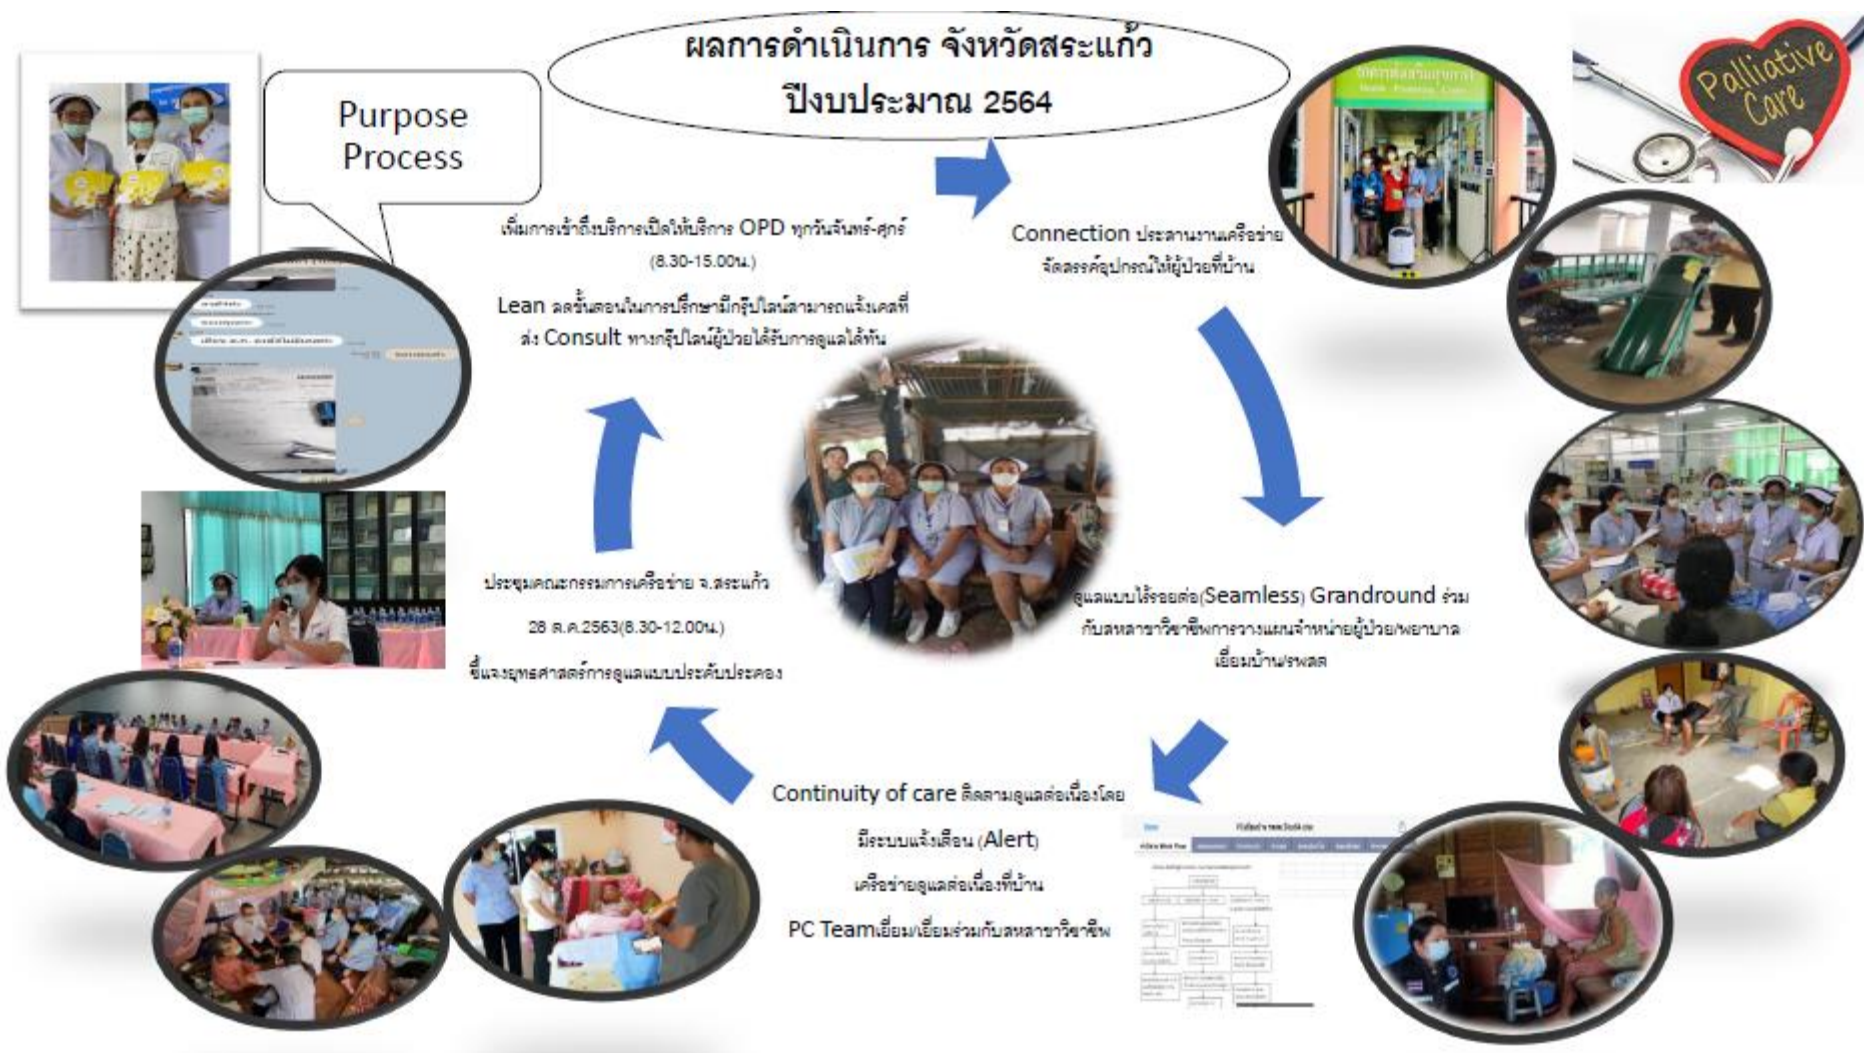 ผลการดำเนินการ จังหวัดสระแก้ว
ปีงบประมาณ 2564
Purpose
Process
Palliative
Care
เพิ่มการเข้าถึงบริการเปิดให้บริการ OPD ทุกวันจันทร์-ศุกร์
(8.30-15.00น.)
Lean ลดขั้นตอนในการปรึกษามีกรุ๊ปไลน์สามารถแจ้งเคสที่
ส่ง Consult ทางกรุ๊ปไลน์ผู้ป่วยได้รับการดูแลได้ทัน
Connection ประสานงานเครือข่าย
จัดสรรค์อุปกรณ์ให้ผู้ป่วยที่บ้าน
ดูแลแบบไร้รอยต่อ(Seamless) Grandround ร่วม
กับสหสาขาวิชาชีพการวางแผนจำหน่ายผู้ป่วย/พยาบาล
เยี่ยมบ้าน/รพสต
Continuity of care ติดตามดูแลต่อเนื่องโดย
มีระบบแจ้งเตือน (Alert)
เครือข่ายดูแลต่อเนื่องที่บ้าน
PC Teamเยี่ยม/เยี่ยมร่วมกับสหสาขาวิชาชีพ
ประชุมคณะกรรมการเครือข่าย จ.สระแก้ว
28 ต.ค.2563(8.30-12.00น.)
ชี้แจงยุทธศาสตร์การดูแลแบบประคับประคอง